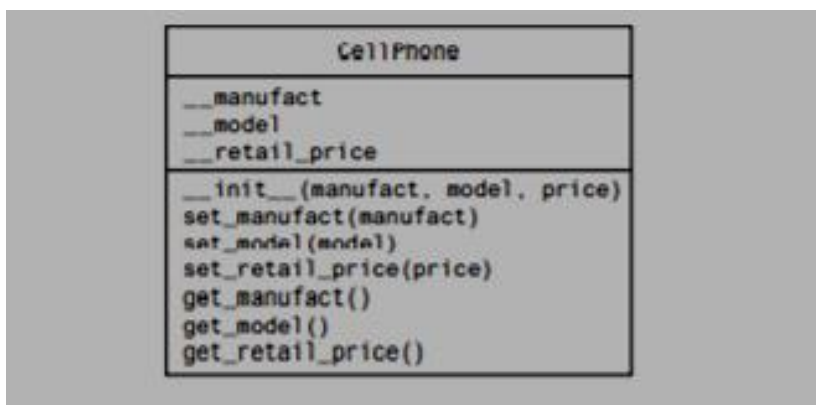 CellPhone
__manufact
__model
__retail_price
__init__(manufact, model, price)
set_manufact(manufact)
set_model(model)
set_retail_price(price)
get_manufact()
get_model()
get_retail_price()